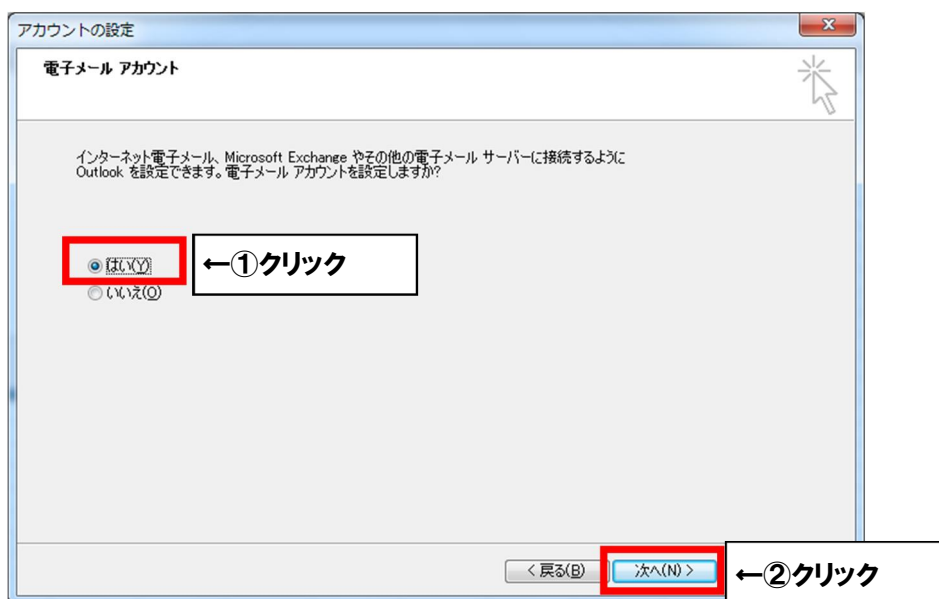 アカウントの設定
電子メール アカウント
インターネット電子メール、Microsoft Exchange やその他の電子メール サーバーに接続するように
Outlook を設定できます。電子メール アカウントを設定しますか?
はい(Y)
←①クリック
いいえ(O)
< 戻る(B)
次へ(N) >
←②クリック